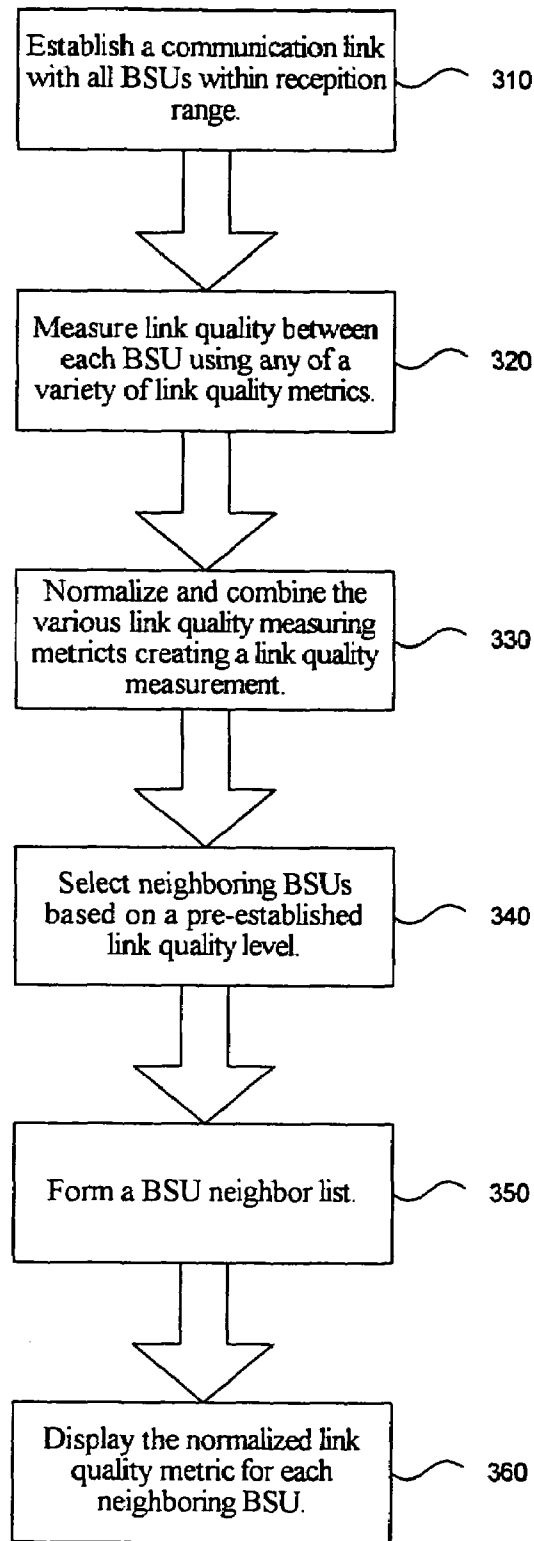 Establish a communication link
with all BSUs within recepition
range.
310
Measure link quality between
each BSU using any of a
variety of link quality metrics.
320
Normalize and combine the
various link quality measuring
metricts creating a link quality
measurement.
330
Select neighboring BSUs
based on a pre-established
link quality level.
340
Form a BSU neighbor list.
350
Display the normalized link
quality metric for each
neighboring BSU.
360